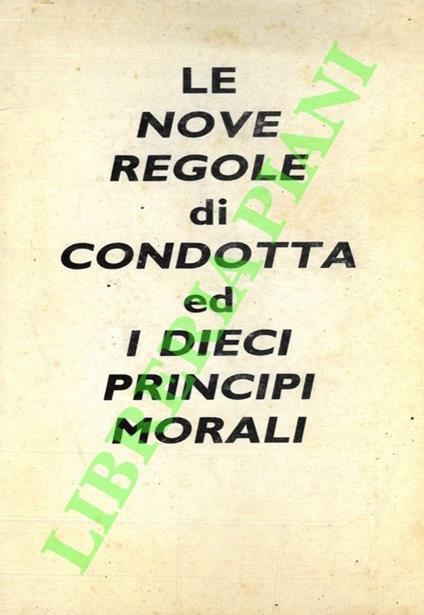 LE
NOVE
REGOLE
di
CONDOTTA
ed
I DIECI
PRINCIPI
MORALI
LIBRERIA PIANI